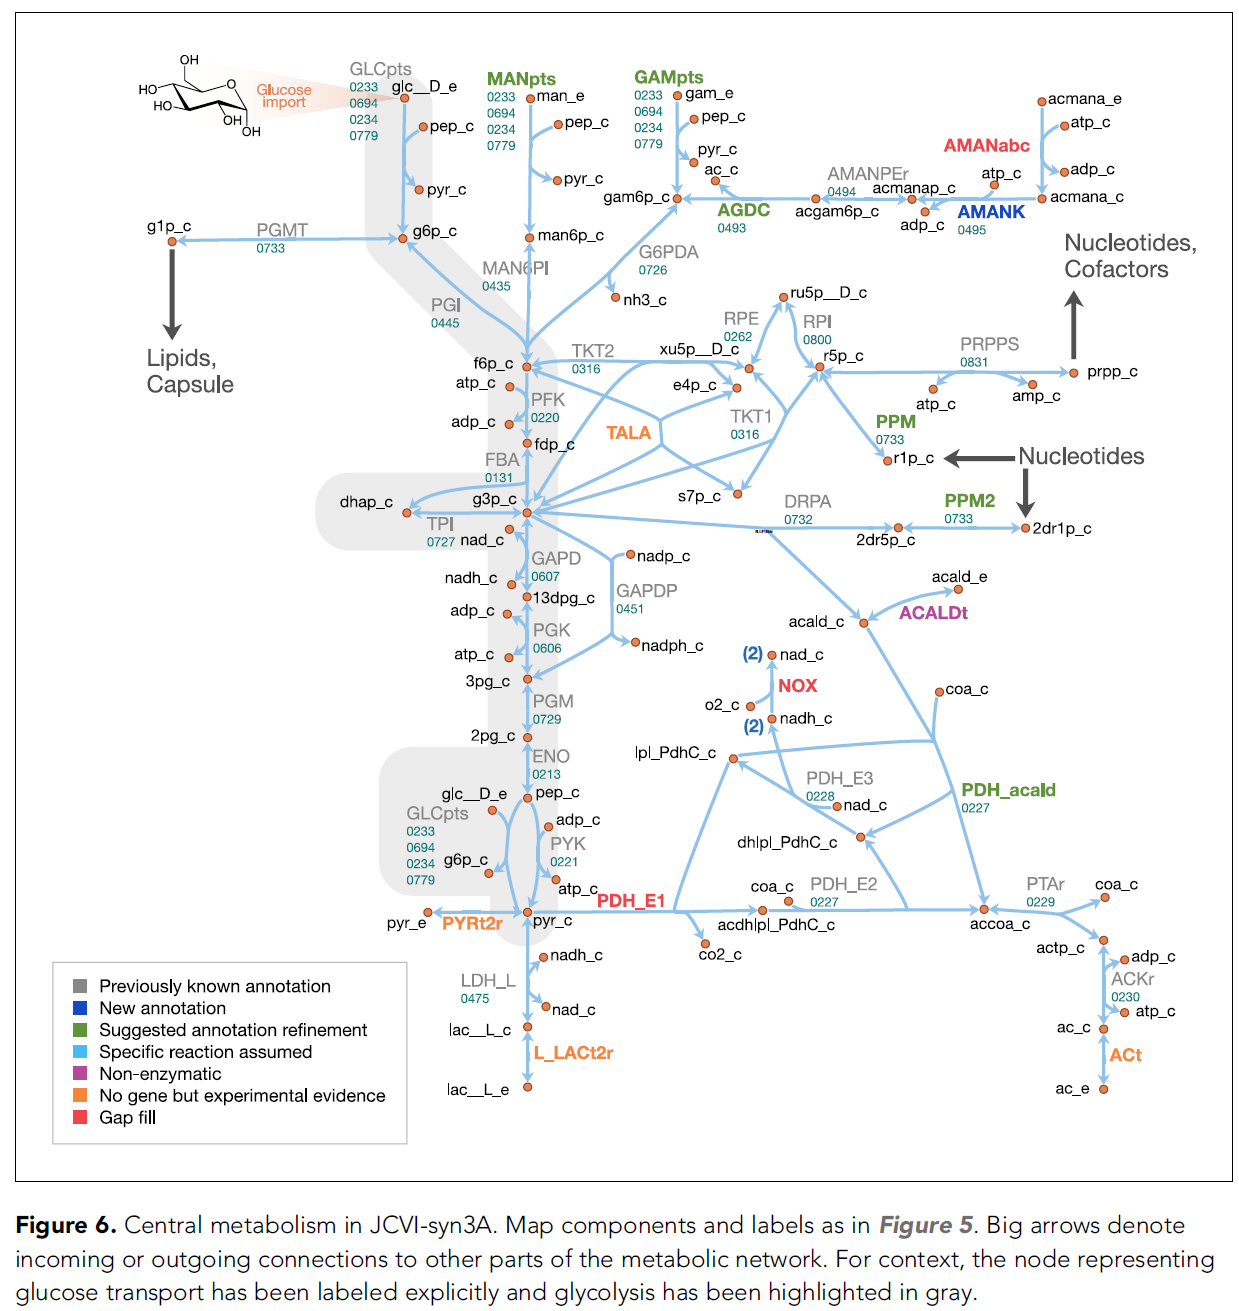 OH
HO
O
HO
OH
OH
Glucose
import
GLCpts
0233
0694
0234
0779
glc__D_e
pep_c
pyr_c
g6p_c
MANpts
0233
0694
0234
0779
man_e
pep_c
pyr_c
man6p_c
GAMpts
0233
0694
0234
0779
gam_e
pep_c
pyr_c
ac_c
gam6p_c
AGDC
0493
AMANPEr
0494
acgam6p_c
acmanap_c
atp_c
adp_c
AMANK
0495
AMANabc
acmana_e
atp_c
adp_c
acmana_c
g1p_c
PGMT
0733
Lipids,
Capsule
MAN6PI
0435
PGI
0445
G6PDA
0726
nh3_c
Nucleotides,
Cofactors
f6p_c
atp_c
adp_c
PFK
0220
fdp_c
FBA
0131
TKT2
0316
xu5p__D_c
e4p_c
RPE
0262
ru5p__D_c
RPI
0800
r5p_c
PRPPS
0831
atp_c
amp_c
prpp_c
TALA
TKT1
0316
s7p_c
PPM
0733
r1p_c
Nucleotides
dhap_c
TPI
0727
g3p_c
nad_c
nadh_c
GAPD
0607
DRPA
0732
2dr5p_c
PPM2
0733
2dr1p_c
13dpg_c
adp_c
atp_c
PGK
0606
nadp_c
GAPDP
0451
nadph_c
3pg_c
acald_e
ACALDt
acald_c
PGM
0729
2pg_c
(2)
nad_c
NOX
o2_c
(2)
nadh_c
coa_c
ENO
0213
pep_c
glc__D_e
GLCpts
0233
0694
0234
0779
g6p_c
adp_c
PYK
0221
atp_c
lpl_PdhC_c
PDH_E3
0228
nad_c
dhlpl_PdhC_c
PDH_acald
0227
pyr_e
PYRt2r
pyr_c
PDH_E1
co2_c
acdhlpl_PdhC_c
coa_c
PDH_E2
0227
accoa_c
PTAr
0229
coa_c
actp_c
adp_c
ACKr
0230
atp_c
ac_c
ACt
ac_e
nadh_c
LDH_L
0475
nad_c
lac__L_c
L_LACt2r
lac__L_e
Previously known annotation
New annotation
Suggested annotation refinement
Specific reaction assumed
Non-enzymatic
No gene but experimental evidence
Gap fill
Figure 6. Central metabolism in JCVI-syn3A. Map components and labels as in Figure 5. Big arrows denote
incoming or outgoing connections to other parts of the metabolic network. For context, the node representing
glucose transport has been labeled explicitly and glycolysis has been highlighted in gray.